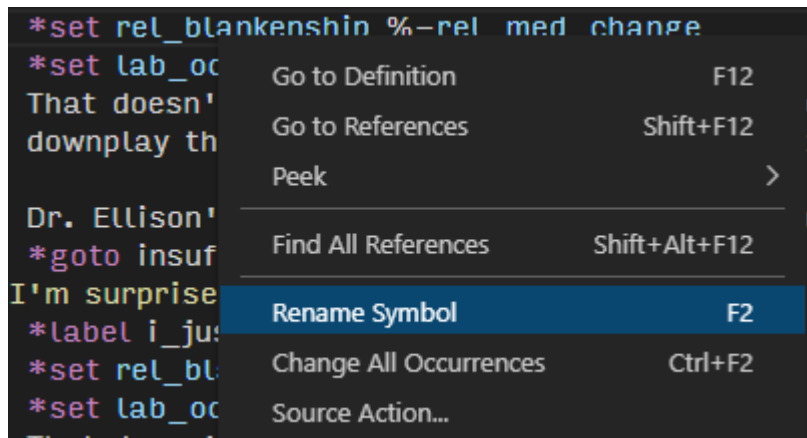 *set rel_blankenship %-rel_med_change
*set lab_oc
That doesn'
downplay th
Dr. Ellison'
*goto insuf
I'm surprise
*label i_jus
*set rel_bla
*set lab_oc
Go to Definition F12
Go to References Shift+F12
Peek >
Find All References Shift+Alt+F12
Rename Symbol F2
Change All Occurrences Ctrl+F2
Source Action...